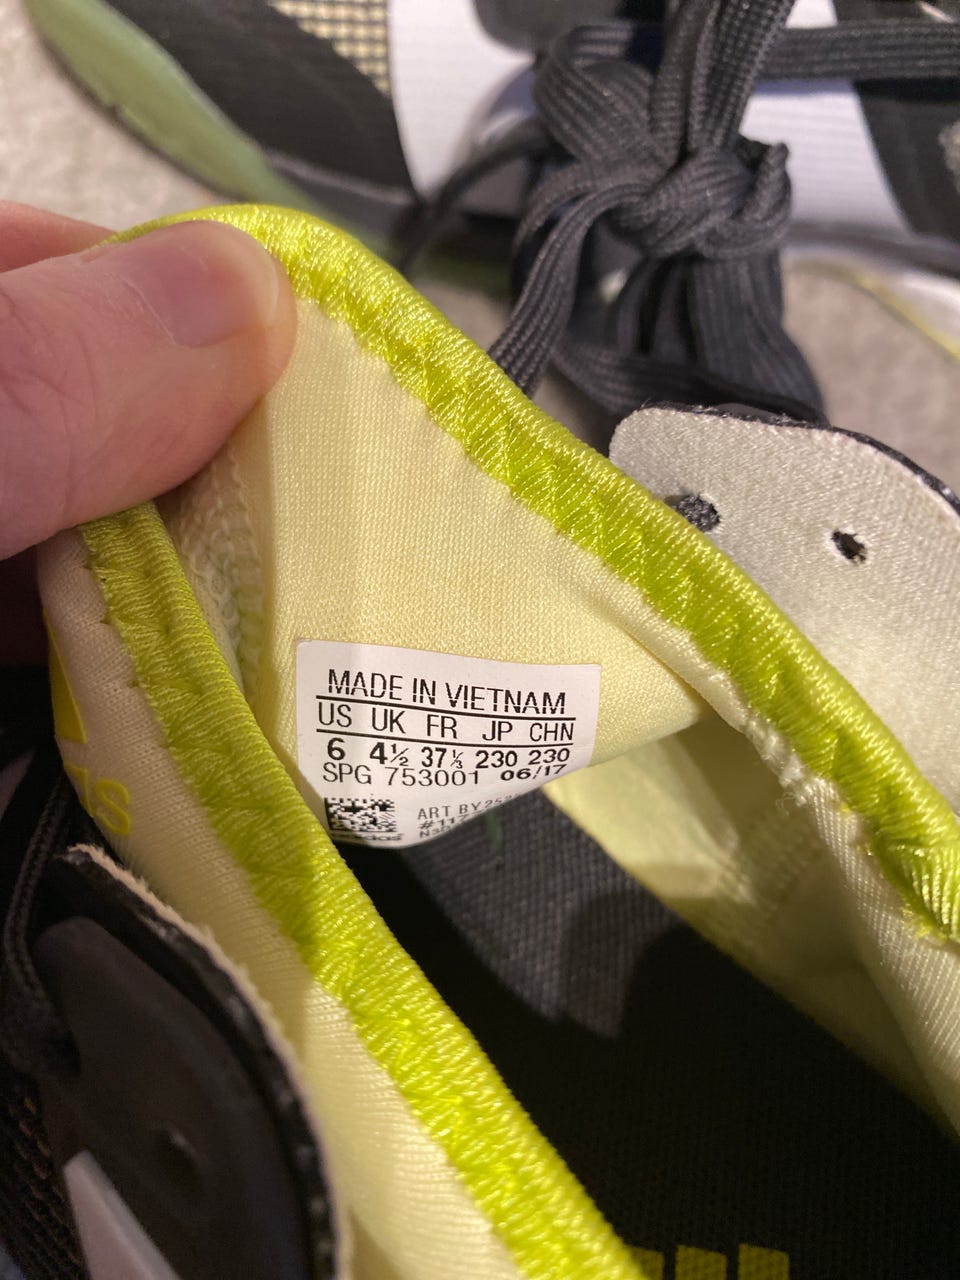 MADE IN VIETNAM
US UK FR JP CHN
6 4½ 37⅓ 230 230
SPG 753001 06/17
ART
adidas